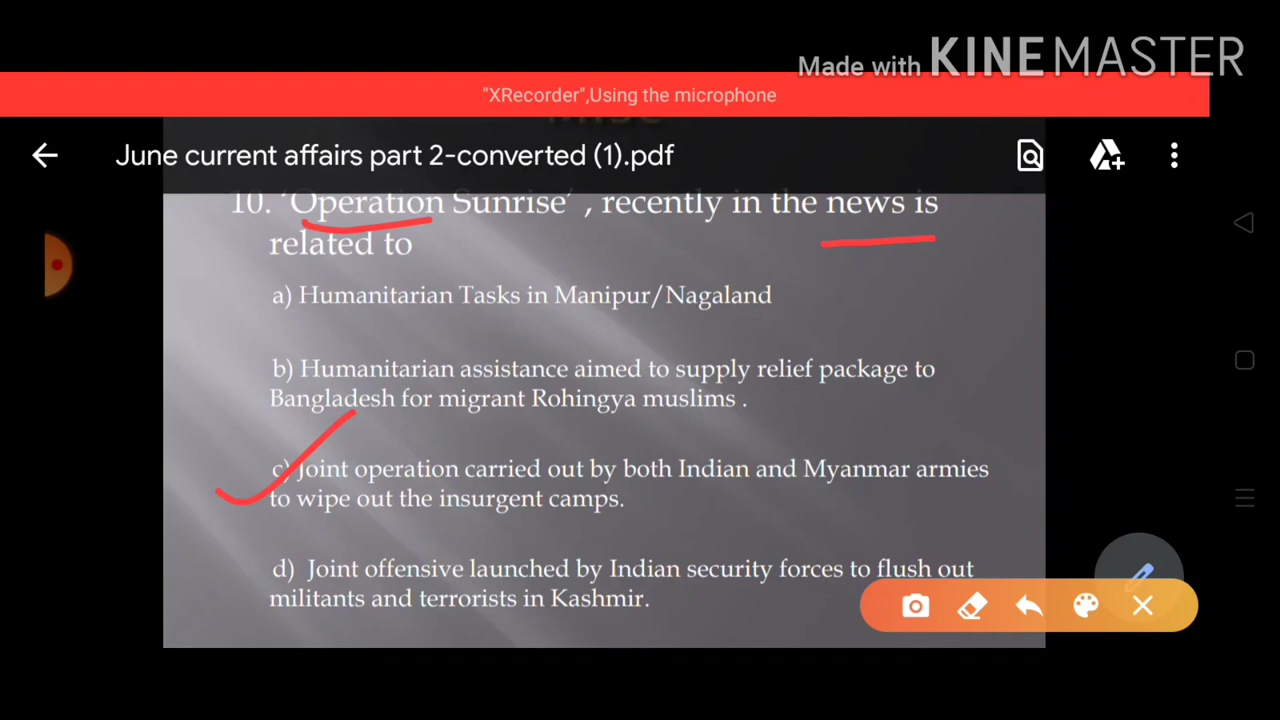 Made with KINEMASTER
"XRecorder",Using the microphone
June current affairs part 2-converted (1).pdf
10. 'Operation Sunrise' , recently in the news is
related to
a) Humanitarian Tasks in Manipur/Nagaland
b) Humanitarian assistance aimed to supply relief package to
Bangladesh for migrant Rohingya muslims .
c) Joint operation carried out by both Indian and Myanmar armies
to wipe out the insurgent camps.
d) Joint offensive launched by Indian security forces to flush out
militants and terrorists in Kashmir.